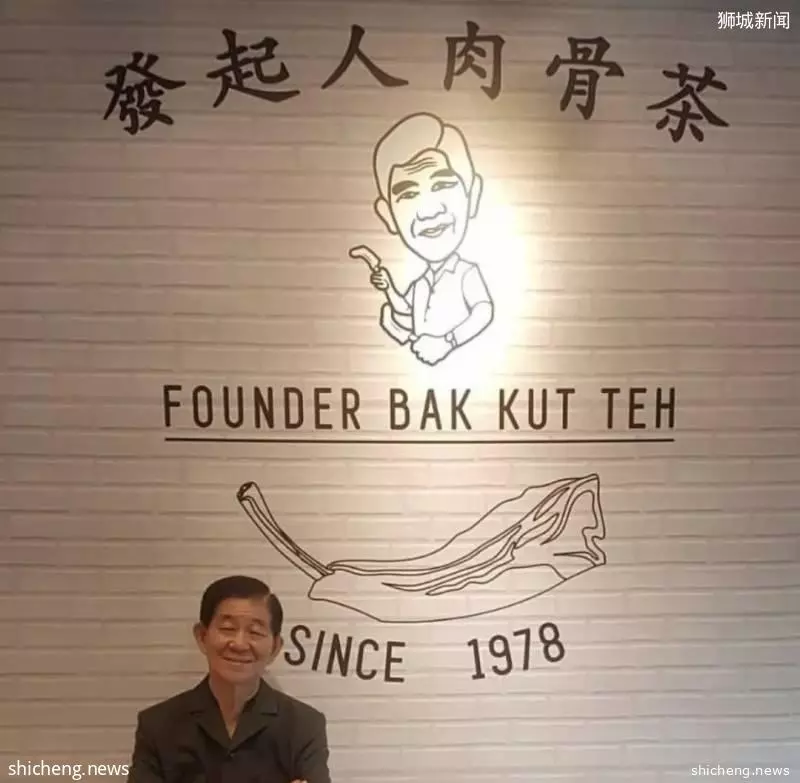 狮城新闻
發起人肉骨茶
FOUNDER BAK KUT TEH
SINCE 1978
shicheng.news
shicheng.news